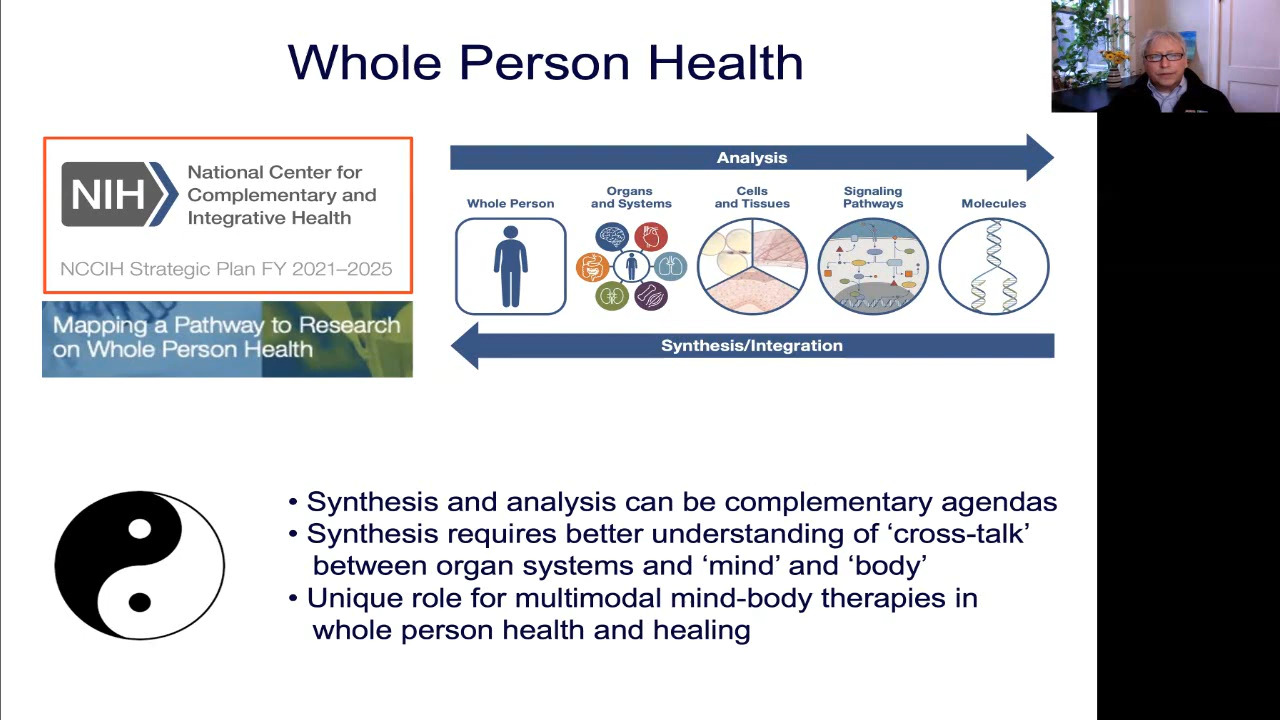 Whole Person Health
NIH
National Center for
Complementary and
Integrative Health
NCCIH Strategic Plan FY 2021–2025
Mapping a Pathway to Research
on Whole Person Health
Analysis
Whole Person
Organs
and Systems
Cells
and Tissues
Signaling
Pathways
Molecules
Synthesis/Integration
• Synthesis and analysis can be complementary agendas
• Synthesis requires better understanding of ‘cross-talk’
between organ systems and ‘mind’ and ‘body’
• Unique role for multimodal mind-body therapies in
whole person health and healing